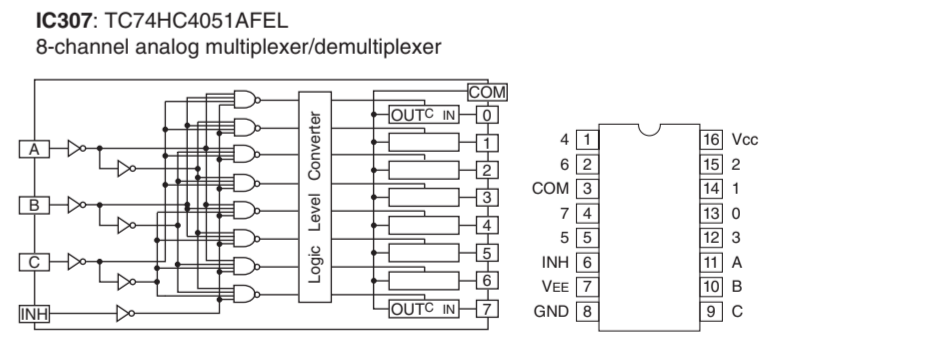 IC307: TC74HC4051AFEL
8-channel analog multiplexer/demultiplexer
COM
OUT C IN 0
A
1
2
B
3
4
C
5
6
INH
OUT C IN 7
Logic Level Converter
4 1 16 Vcc
6 2 15 2
COM 3 14 1
7 4 13 0
5 5 12 3
INH 6 11 A
VEE 7 10 B
GND 8 9 C